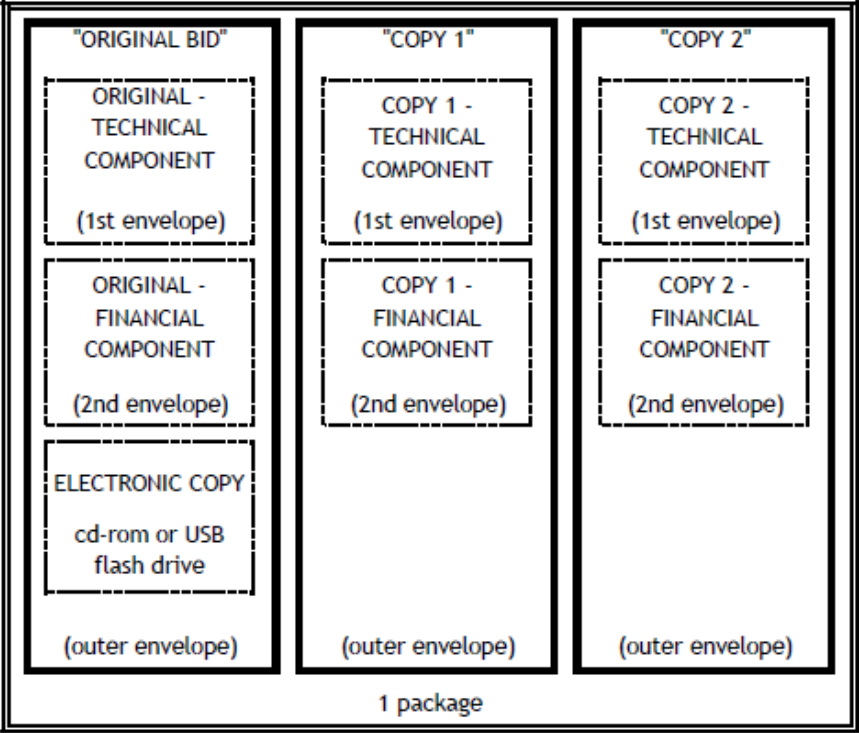 "ORIGINAL BID"
ORIGINAL -
TECHNICAL
COMPONENT
(1st envelope)
ORIGINAL -
FINANCIAL
COMPONENT
(2nd envelope)
ELECTRONIC COPY
cd-rom or USB
flash drive
(outer envelope)
"COPY 1"
COPY 1 -
TECHNICAL
COMPONENT
(1st envelope)
COPY 1 -
FINANCIAL
COMPONENT
(2nd envelope)
(outer envelope)
"COPY 2"
COPY 2 -
TECHNICAL
COMPONENT
(1st envelope)
COPY 2 -
FINANCIAL
COMPONENT
(2nd envelope)
(outer envelope)
1 package